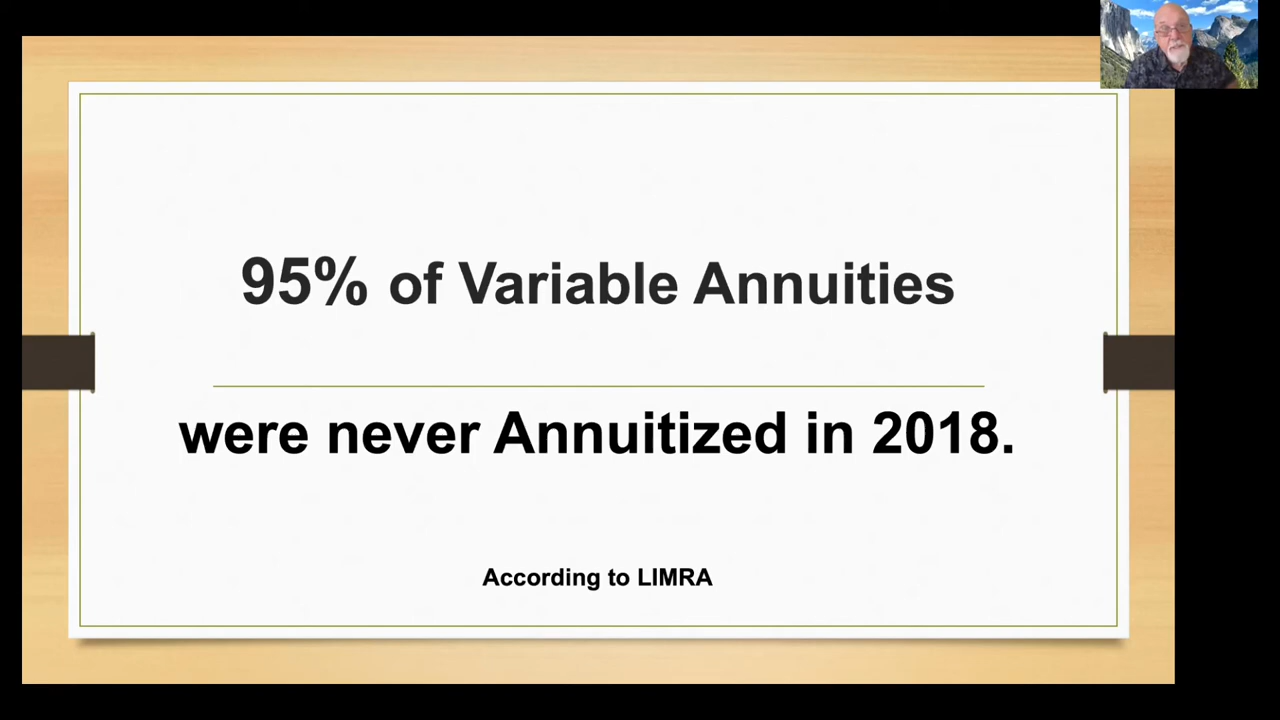 95% of Variable Annuities
were never Annuitized in 2018.
According to LIMRA